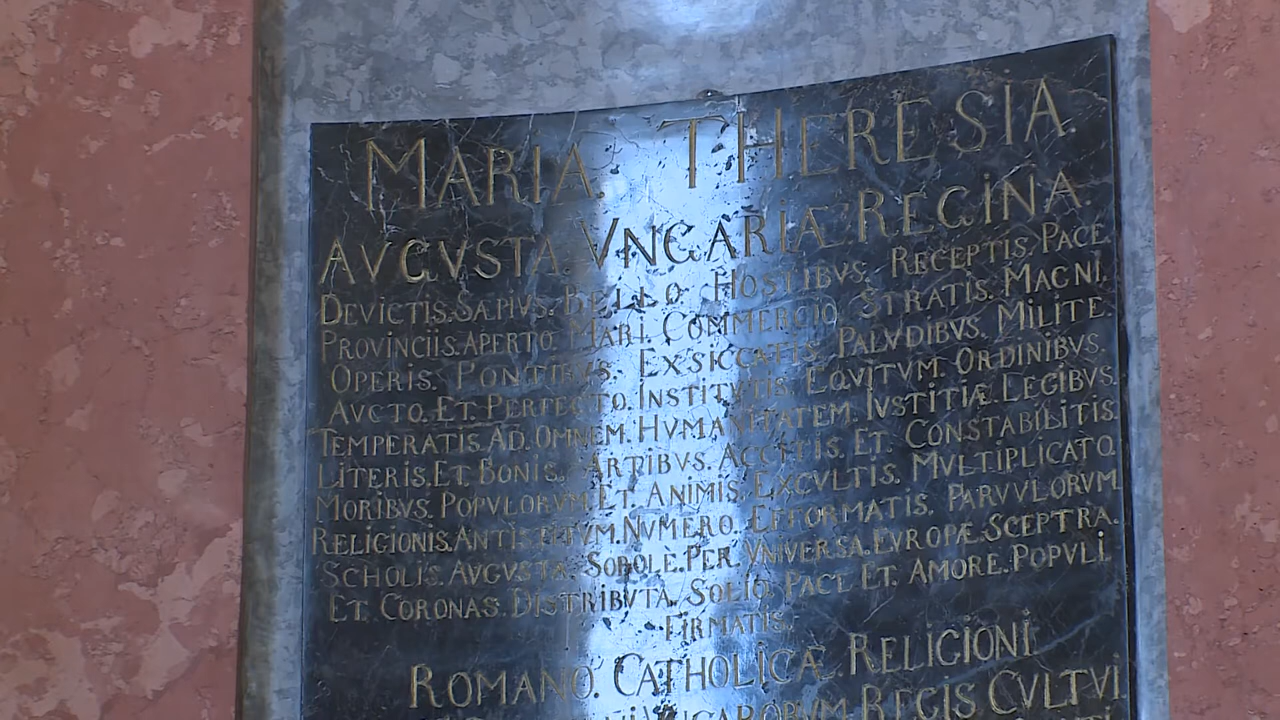 MARIA. THERESIA
AVGVSTA. VNGARIÆ. REGINA.
DEVICTIS. SÆPIVS. BELLO. HOSTIBVS. RECEPTIS. PACE.
PROVINCIIS. APERTO. MARI. COMMERCIO. STRATIS. MAGNI.
OPERIS. PONTIBVS. EXSICCATIS. PALVDIBVS. MILITE.
AVCTO. ET. PERFECTO. INSTITVTIS. EQVITVM. ORDINIBVS.
TEMPERATIS. AD. OMNEM. HVMANITATEM. IVSTITIÆ. LEGIBVS.
LITERIS. ET. BONIS. ARTIBVS. ACCITIS. ET. CONSTABILITIS.
MORIBVS. POPVLORVM. ET. ANIMIS. EXCVLTIS. MVLTIPLICATO.
RELIGIONIS. ANTISTITVM. NVMERO. EFFORMATIS. PARVVLORVM.
SCHOLIS. AVGVSTA. SOBOLE. PER. VNIVERSA. EVROPÆ. SCEPTRA.
ET. CORONAS. DISTRIBVTA. SOLIO. PACE. ET. AMORE. POPVLI.
FIRMATIS.
ROMANO. CATHOLICÆ. RELIGIONI.
REGIS CVLTVI